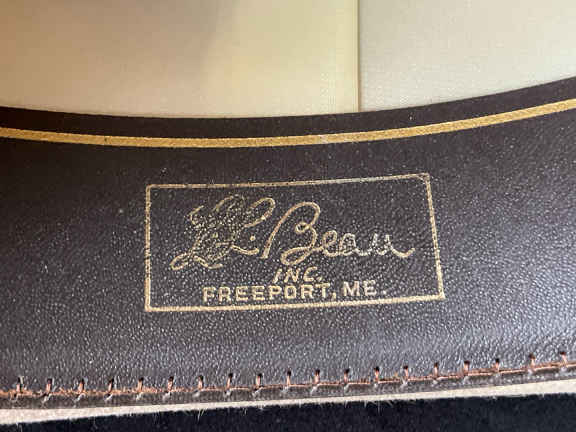 L.L. Bean
INC.
FREEPORT, ME.